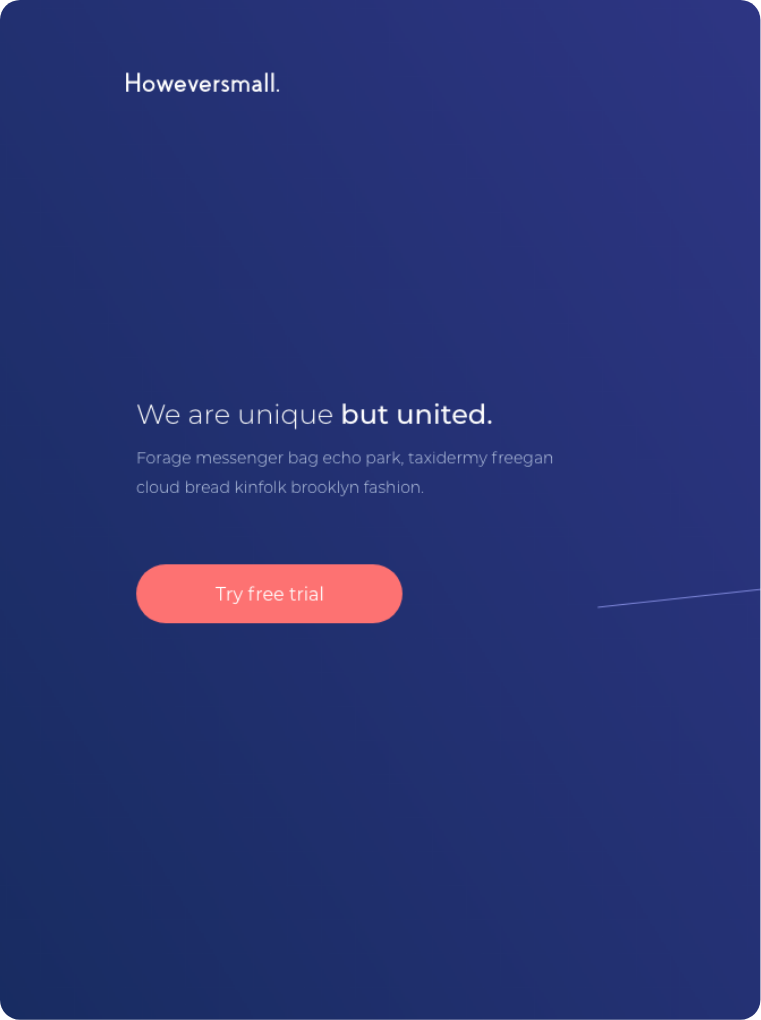 Howeversmall.
We are unique but united.
Forage messenger bag echo park, taxidermy freegan
cloud bread kinfolk brooklyn fashion.
Try free trial